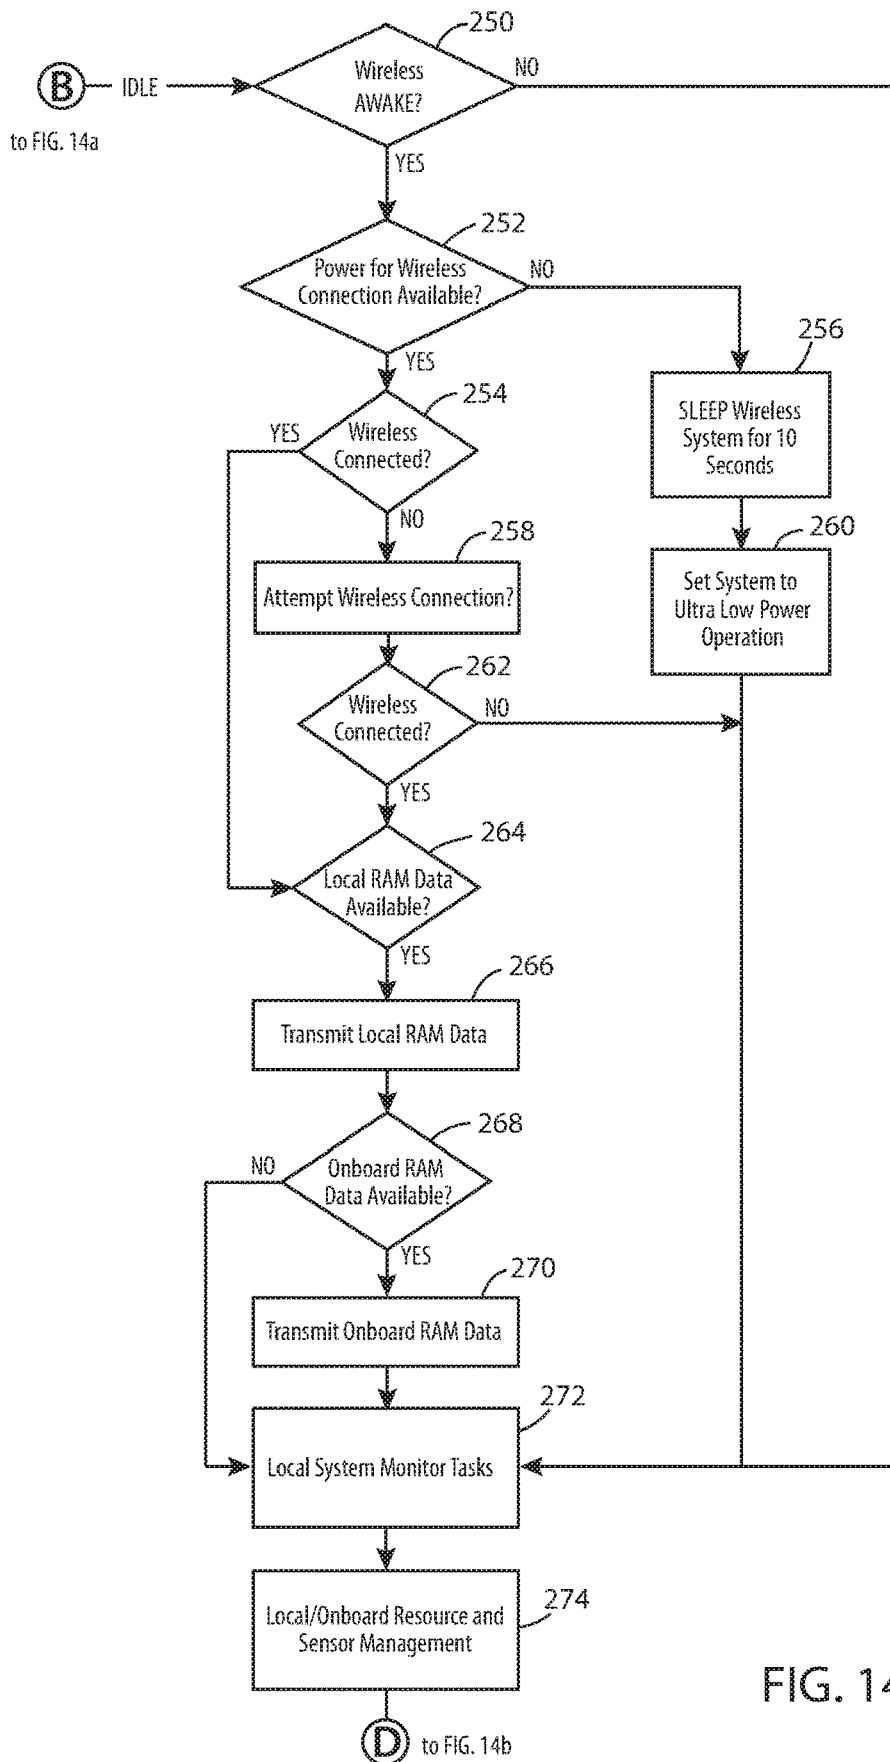 250
Wireless
AWAKE?
NO
B
IDLE
to FIG. 14a
YES
252
Power for Wireless
Connection Available?
NO
YES
256
SLEEP Wireless
System for 10
Seconds
254
YES
Wireless
Connected?
NO
258
Attempt Wireless Connection?
260
Set System to
Ultra Low Power
Operation
262
Wireless
Connected?
NO
YES
264
Local RAM Data
Available?
YES
266
Transmit Local RAM Data
268
NO
Onboard RAM
Data Available?
YES
270
Transmit Onboard RAM Data
272
Local System Monitor Tasks
274
Local/Onboard Resource and
Sensor Management
FIG. 14
D
to FIG. 14b